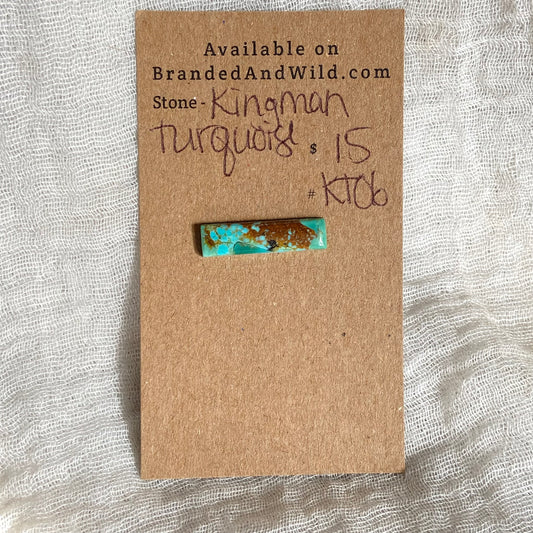 Available on
BrandedAndWild.com
Stone - Kingman
Turquoise $ 15
# KT06